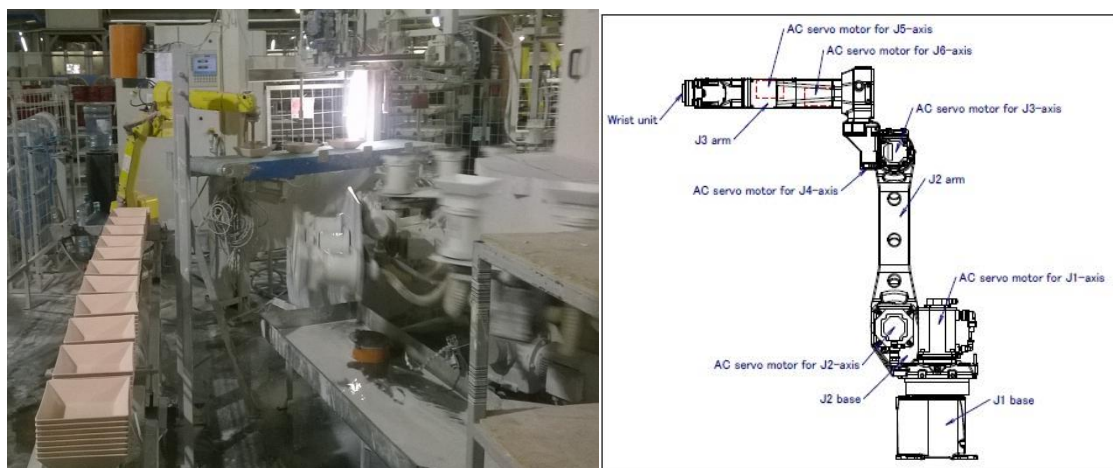 AC servo motor for J5-axis
AC servo motor for J6-axis
AC servo motor for J3-axis
Wrist unit
J3 arm
J2 arm
AC servo motor for J4-axis
AC servo motor for J1-axis
AC servo motor for J2-axis
J2 base
J1 base